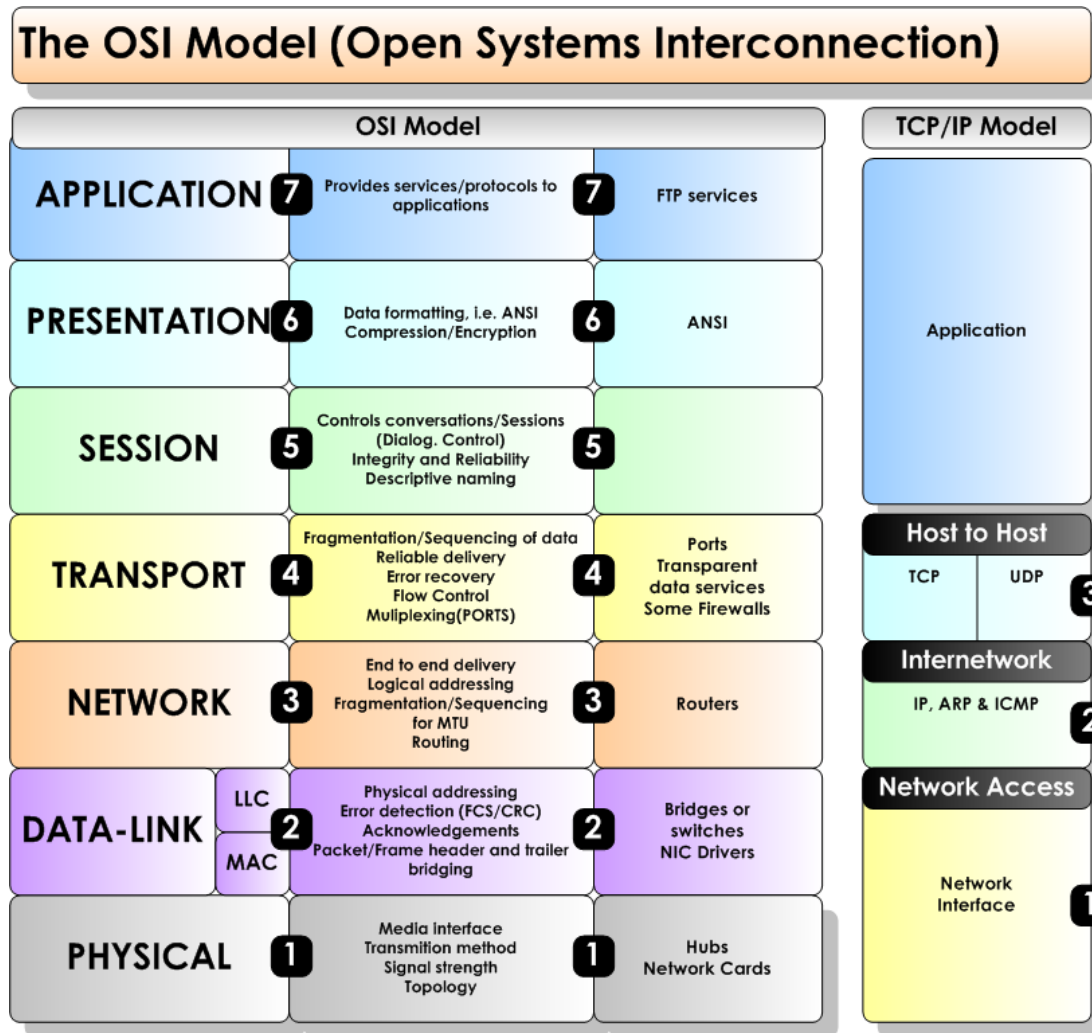 The OSI Model (Open Systems Interconnection)
OSI Model
APPLICATION
7
Provides services/protocols to
applications
7
FTP services
PRESENTATION
6
Data formatting, i.e. ANSI
Compression/Encryption
6
ANSI
SESSION
5
Controls conversations/Sessions
(Dialog. Control)
Integrity and Reliability
Descriptive naming
5
TRANSPORT
4
Fragmentation/Sequencing of data
Reliable delivery
Error recovery
Flow Control
Muliplexing(PORTS)
4
Ports
Transparent
data services
Some Firewalls
NETWORK
3
End to end delivery
Logical addressing
Fragmentation/Sequencing
for MTU
Routing
3
Routers
DATA-LINK
LLC
MAC
2
Physical addressing
Error detection (FCS/CRC)
Acknowledgements
Packet/Frame header and trailer
bridging
2
Bridges or
switches
NIC Drivers
PHYSICAL
1
Media interface
Transmition method
Signal strength
Topology
1
Hubs
Network Cards
TCP/IP Model
Application
Host to Host
TCP
UDP
3
Internetwork
IP, ARP & ICMP
2
Network Access
Network
Interface
1